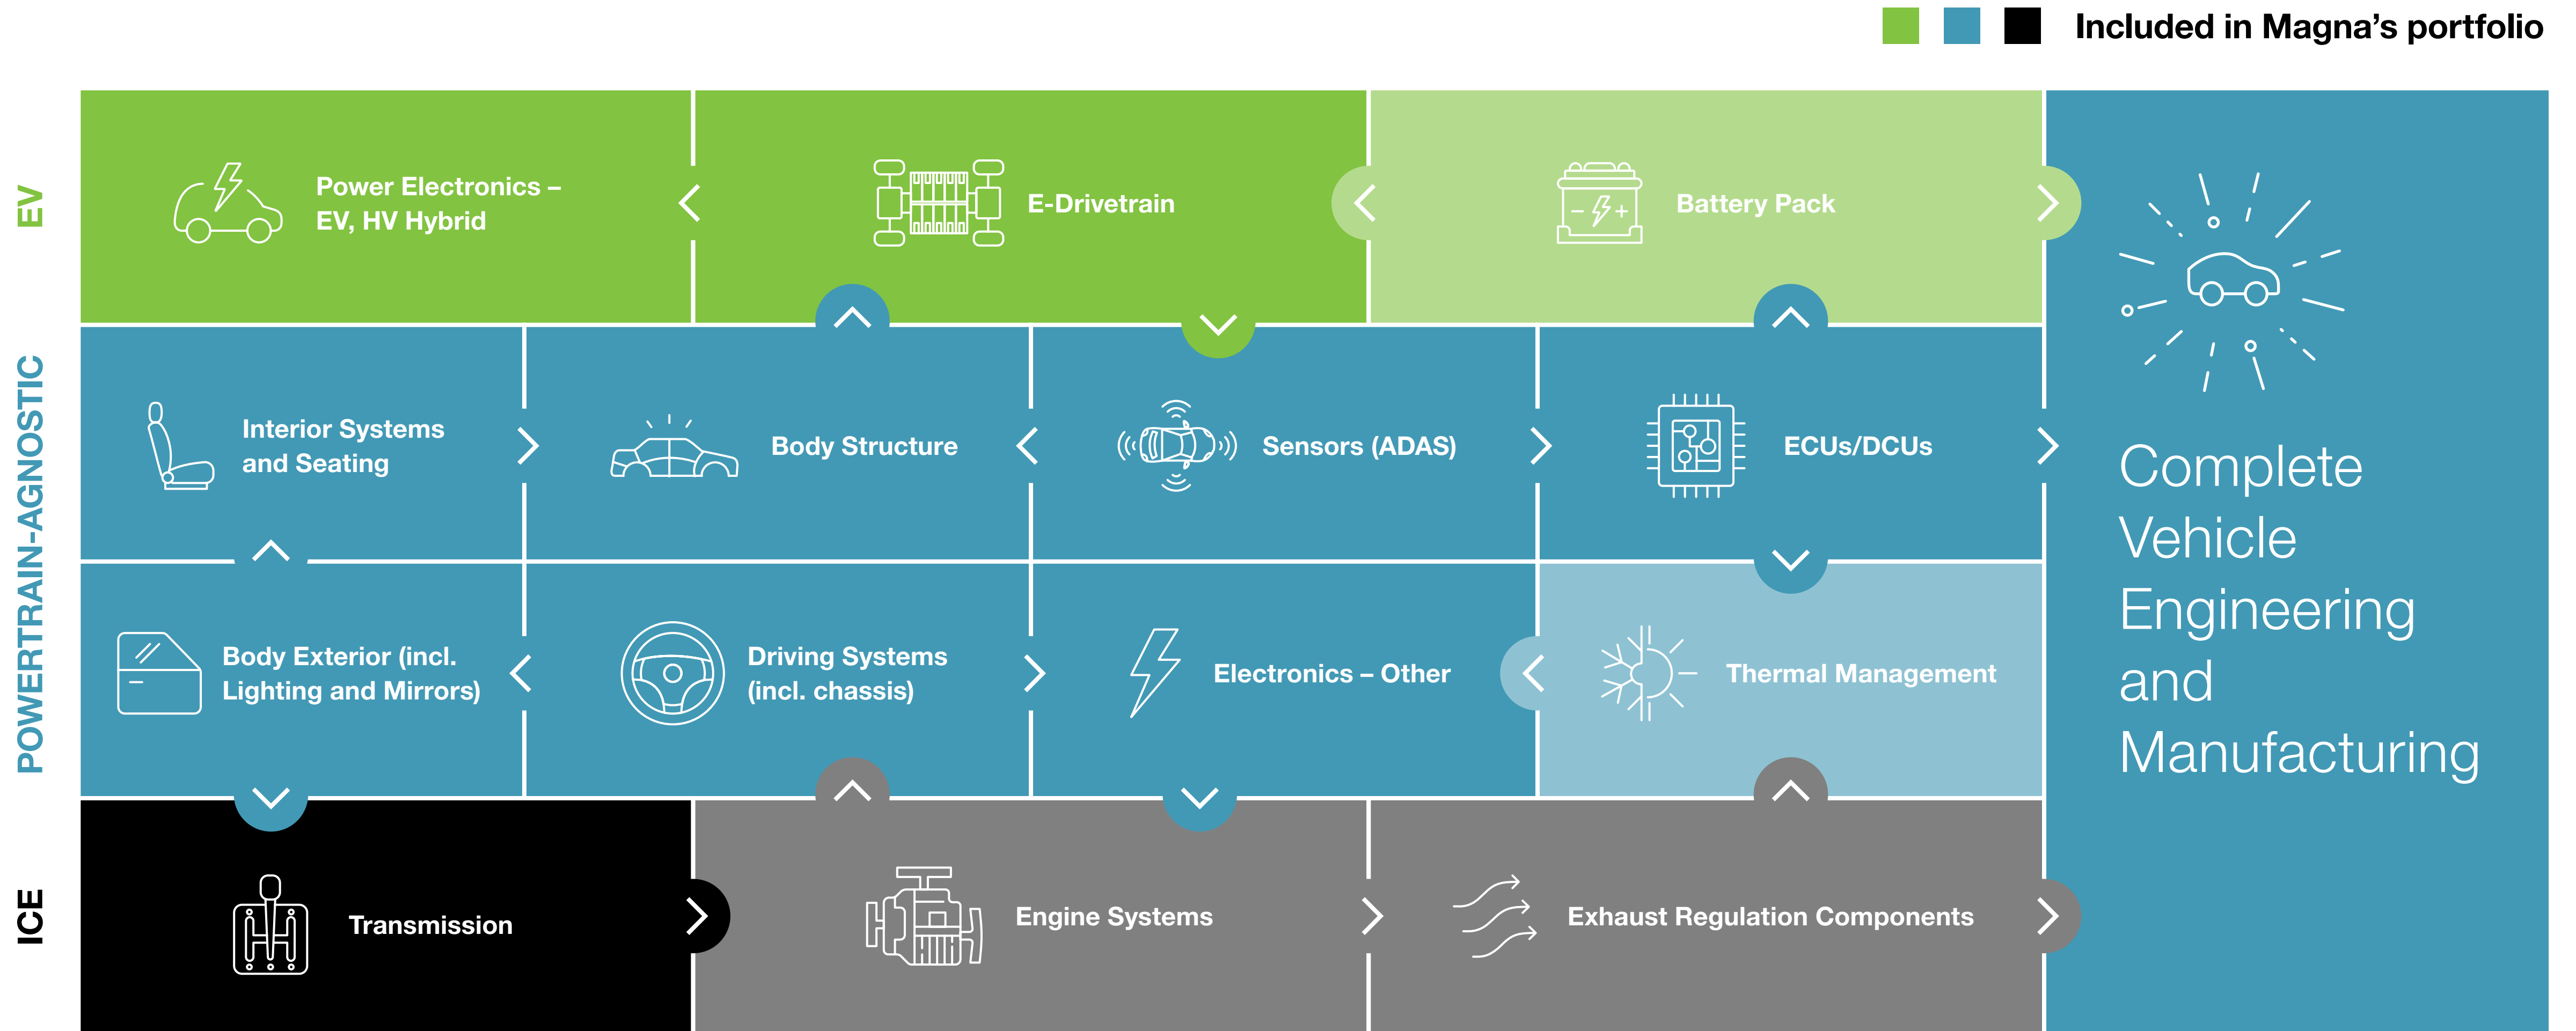 Included in Magna’s portfolio
EV
Power Electronics –
EV, HV Hybrid
E-Drivetrain
Battery Pack
POWERTRAIN-AGNOSTIC
Interior Systems
and Seating
Body Structure
Sensors (ADAS)
ECUs/DCUs
Body Exterior (incl.
Lighting and Mirrors)
Driving Systems
(incl. chassis)
Electronics – Other
Thermal Management
ICE
Transmission
Engine Systems
Exhaust Regulation Components
Complete
Vehicle
Engineering
and
Manufacturing